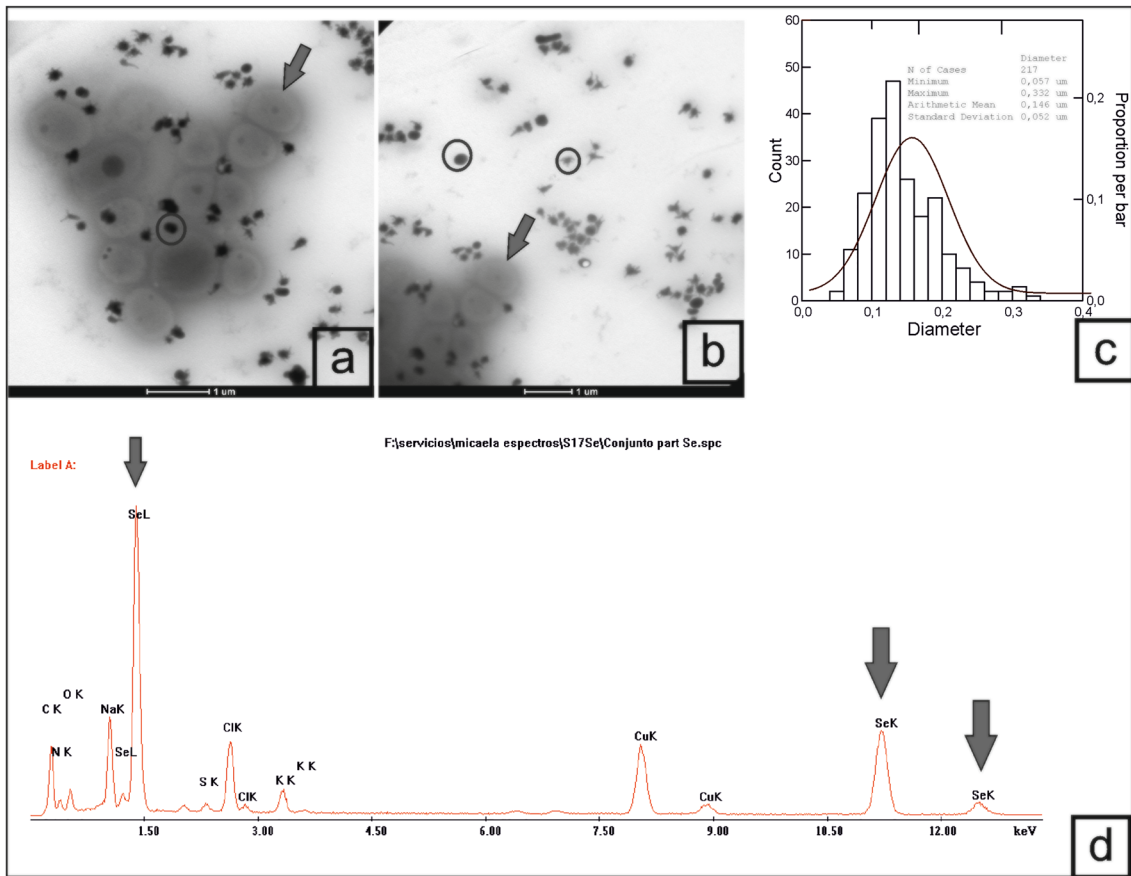 a
1 um
b
1 um
60
50
40
30
20
10
0
Count
0,0
0,1
0,2
0,3
0,4
Diameter
0,2
0,1
0,0
Proportion per bar
Diameter
N of Cases 217
Minimum 0,057 um
Maximum 0,332 um
Arithmetic Mean 0,146 um
Standard Deviation 0,052 um
c
F:\servicios\micaela espectros\S17Se\Conjunto part Se.spc
Label A:
SeL
C K
O K
N K
NaK
SeL
S K
ClK
ClK
K K
K K
CuK
CuK
SeK
SeK
1.50 3.00 4.50 6.00 7.50 9.00 10.50 12.00 keV
d